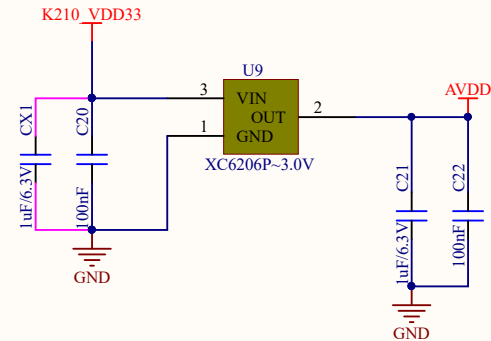 K210_VDD33
U9
AVDD
CX1
C20
3
VIN
OUT
2
1
GND
XC6206P~3.0V
1uF/6.3V
100nF
C21
C22
GND
1uF/6.3V
100nF
GND